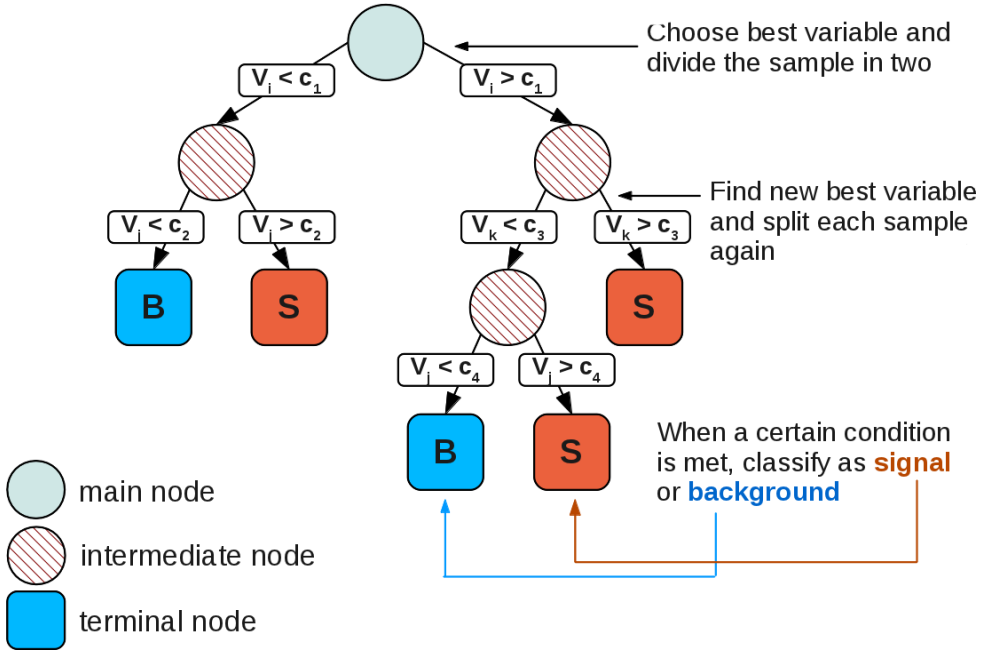 Choose best variable and
divide the sample in two
Vi < c1
Vi > c1
Find new best variable
and split each sample
again
Vj < c2
Vj > c2
Vk < c3
Vk > c3
B
S
S
Vj < c4
Vj > c4
B
S
When a certain condition
is met, classify as signal
or background
main node
intermediate node
terminal node